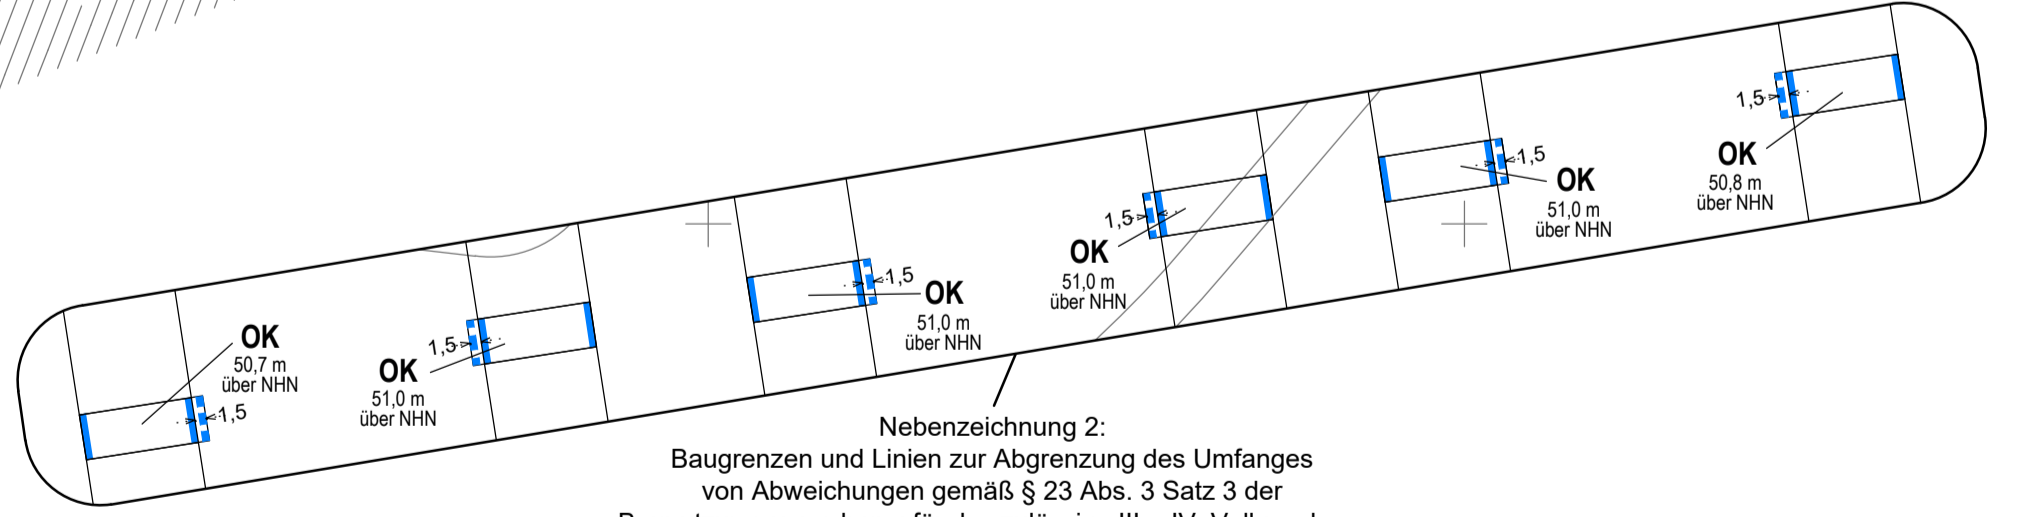 OK
50,7 m
über NHN
1,5
1,5
OK
51,0 m
über NHN
1,5
OK
51,0 m
über NHN
1,5
OK
51,0 m
über NHN
1,5
OK
51,0 m
über NHN
1,5
OK
50,8 m
über NHN
Nebenzeichnung 2:
Baugrenzen und Linien zur Abgrenzung des Umfanges
von Abweichungen gemäß § 23 Abs. 3 Satz 3 der